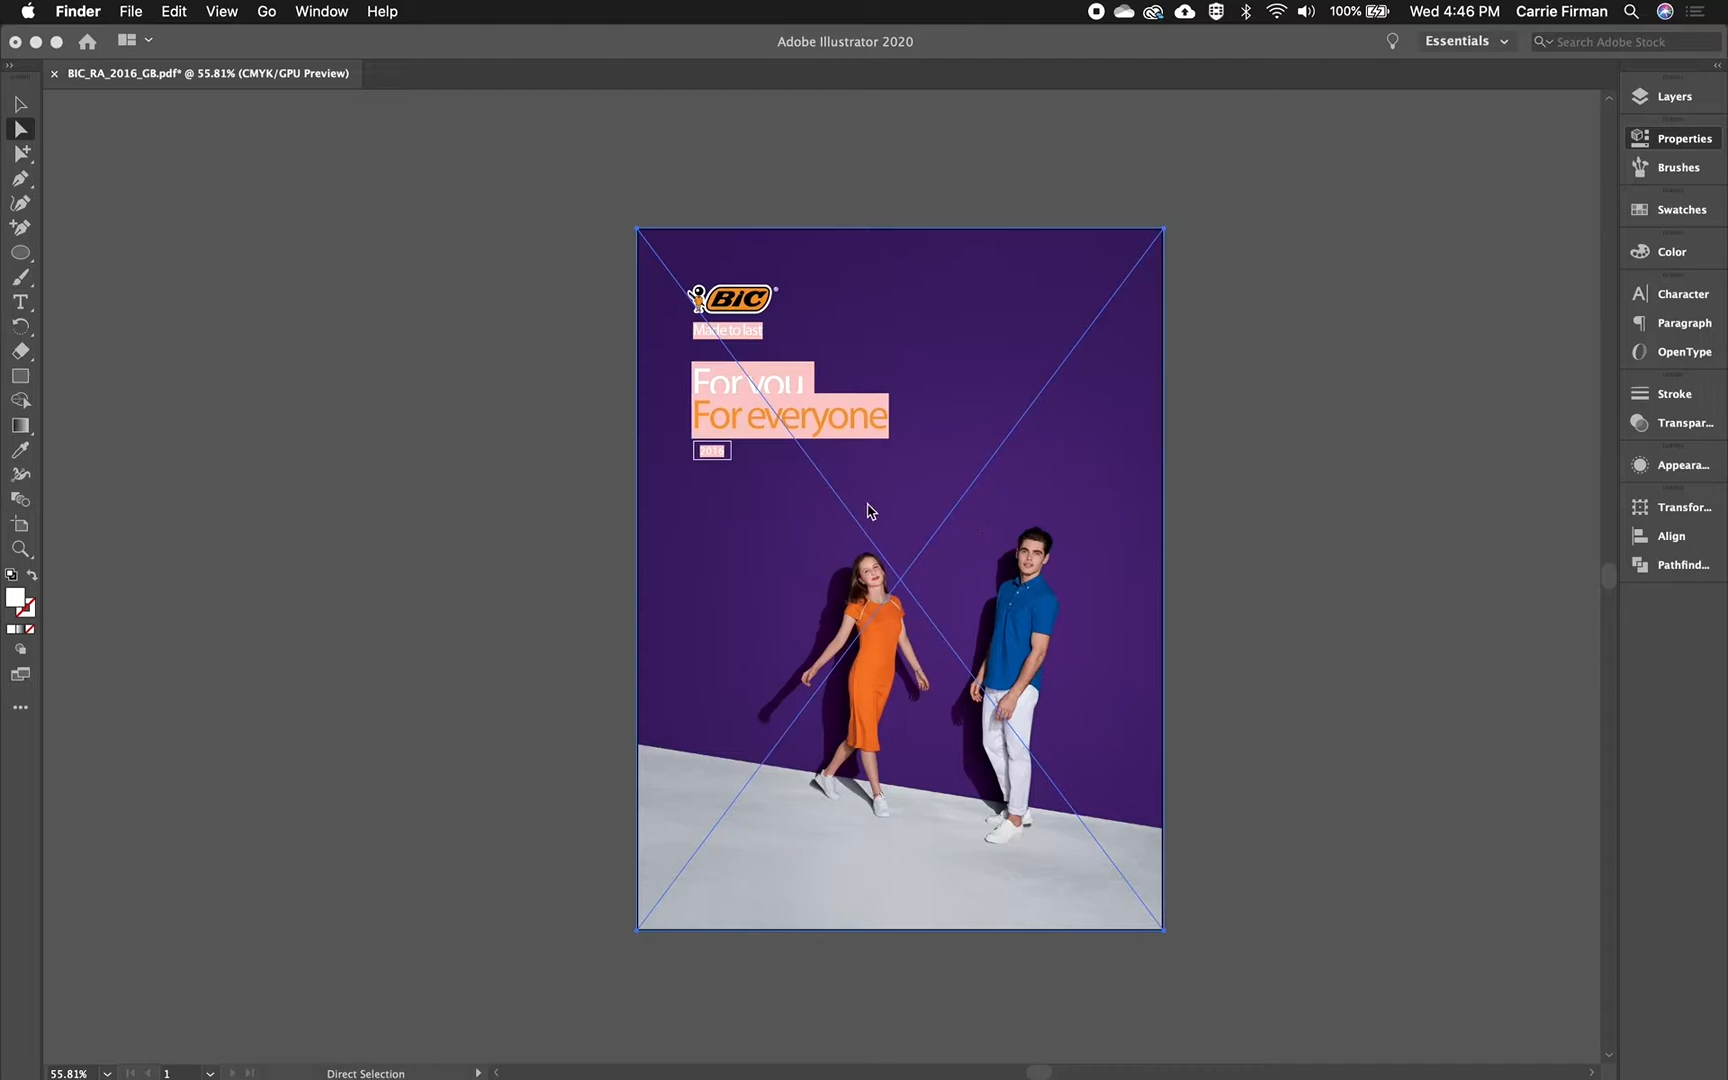 Finder File Edit View Go Window Help 100% Wed 4:46 PM Carrie Firman
Adobe Illustrator 2020 Essentials Search Adobe Stock
× BIC_RA_2016_GB.pdf* @ 55.81% (CMYK/GPU Preview)
Layers
Properties
Brushes
Swatches
Color
Character
Paragraph
OpenType
Stroke
Transpar...
Appeara...
Transfor...
Align
Pathfind...
BiC®
Made to last
For you
For everyone
2016
55.81% 1 Direct Selection